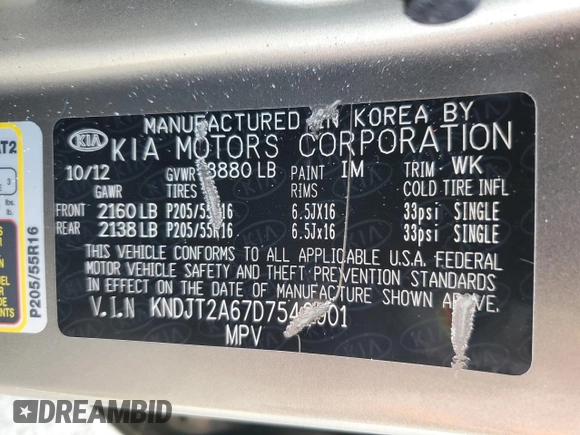 MANUFACTURED IN KOREA BY
KIA KIA MOTORS CORPORATION
10/12 GVWR 3880 LB PAINT IM TRIM WK
GAWR TIRES RIMS COLD TIRE INFL
FRONT 2160 LB P205/55R16 6.5JX16 33psi SINGLE
REAR 2138 LB P205/55R16 6.5Jx16 33psi SINGLE
THIS VEHICLE CONFORMS TO ALL APPLICABLE U.S.A. FEDERAL
MOTOR VEHICLE SAFETY AND THEFT PREVENTION STANDARDS
IN EFFECT ON THE DATE OF MANUFACTURE SHOWN ABOVE.
V.I.N
MPV
P205/55R16
DREAMBID